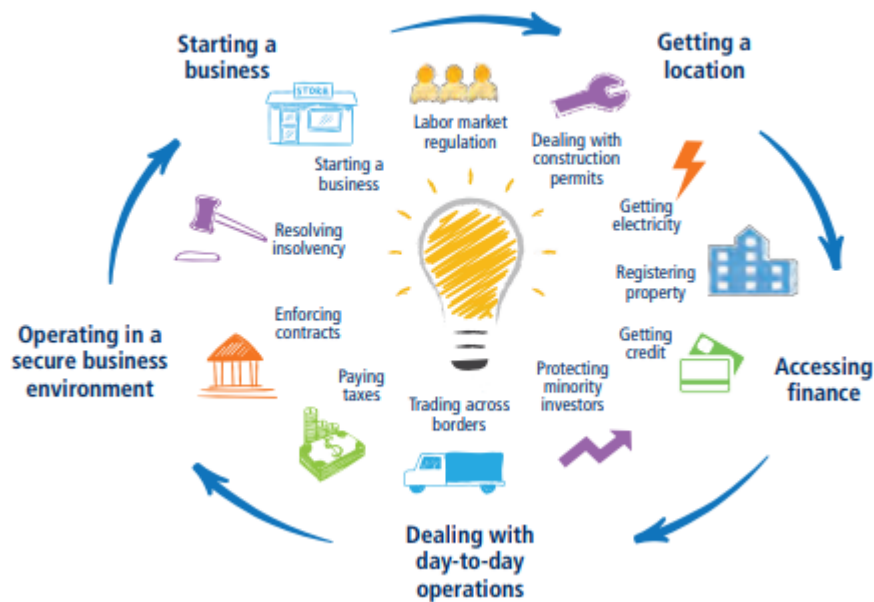 Starting a
business
Getting a
location
STORE
Labor market
regulation
Dealing with
construction
permits
Starting a
business
Getting
electricity
Resolving
insolvency
Registering
property
Enforcing
contracts
Getting
credit
Operating in a
secure business
environment
Accessing
finance
Protecting
minority
investors
Paying
taxes
Trading across
borders
$
Dealing with
day-to-day
operations